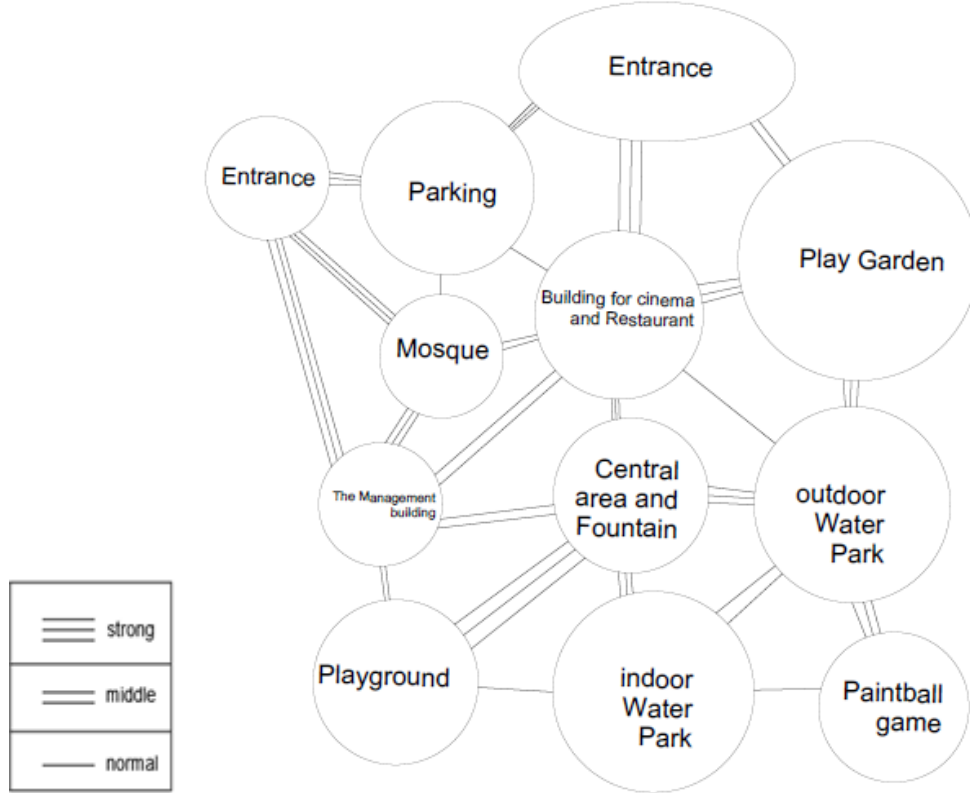 Entrance
Entrance
Parking
Play Garden
Building for cinema
and Restaurant
Mosque
Central
area and
Fountain
outdoor
Water
Park
The Management
building
Playground
indoor
Water
Park
Paintball
game
strong
middle
normal